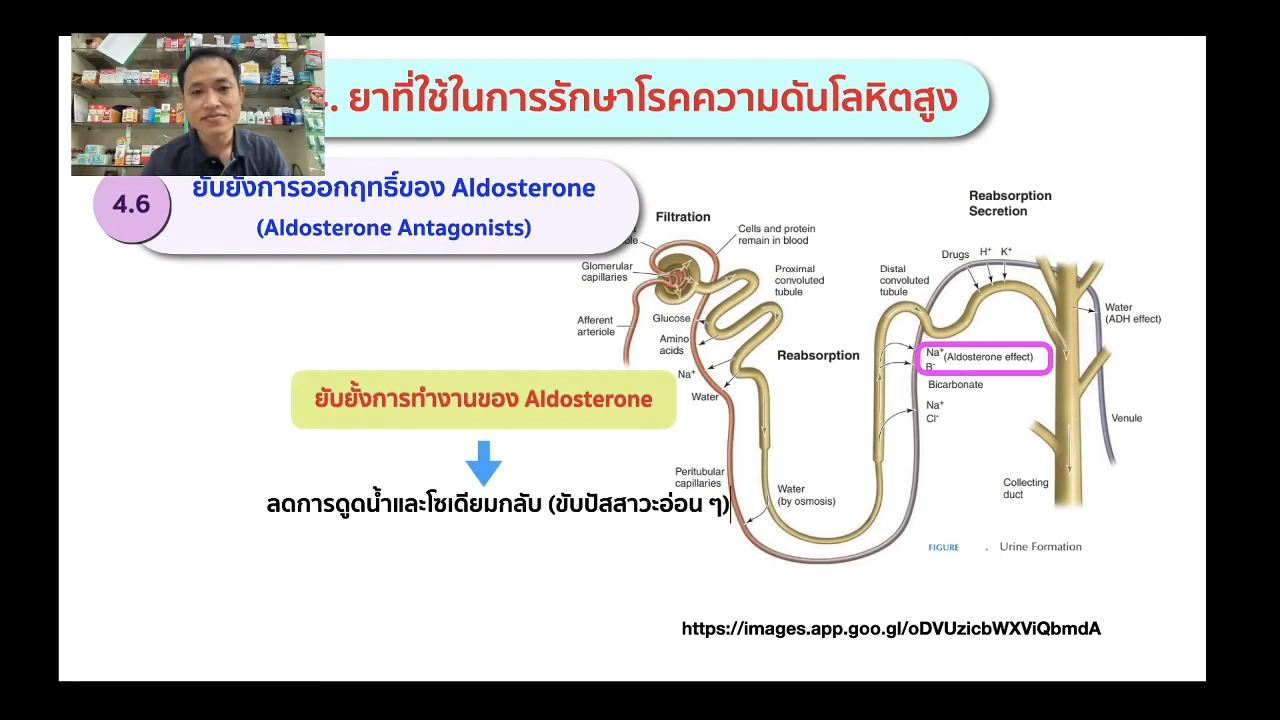 . ยาที่ใช้ในการรักษาโรคความดันโลหิตสูง
4.6
ยับยั้งการออกฤทธิ์ของ Aldosterone
(Aldosterone Antagonists)
Filtration
Cells and protein
remain in blood
Glomerular
capillaries
Proximal
convoluted
tubule
Afferent
arteriole
Glucose
Amino
acids
Na⁺
Water
Reabsorption
Reabsorption
Secretion
Drugs H⁺ K⁺
Distal
convoluted
tubule
Water
(ADH effect)
Na⁺ (Aldosterone effect)
B⁻
Bicarbonate
Na⁺
Cl⁻
Venule
Peritubular
capillaries
Water
(by osmosis)
Collecting
duct
FIGURE . Urine Formation
ยับยั้งการทำงานของ Aldosterone
ลดการดูดน้ำและโซเดียมกลับ (ขับปัสสาวะอ่อน ๆ)
https://images.app.goo.gl/oDVUzicbWXViQbmdA